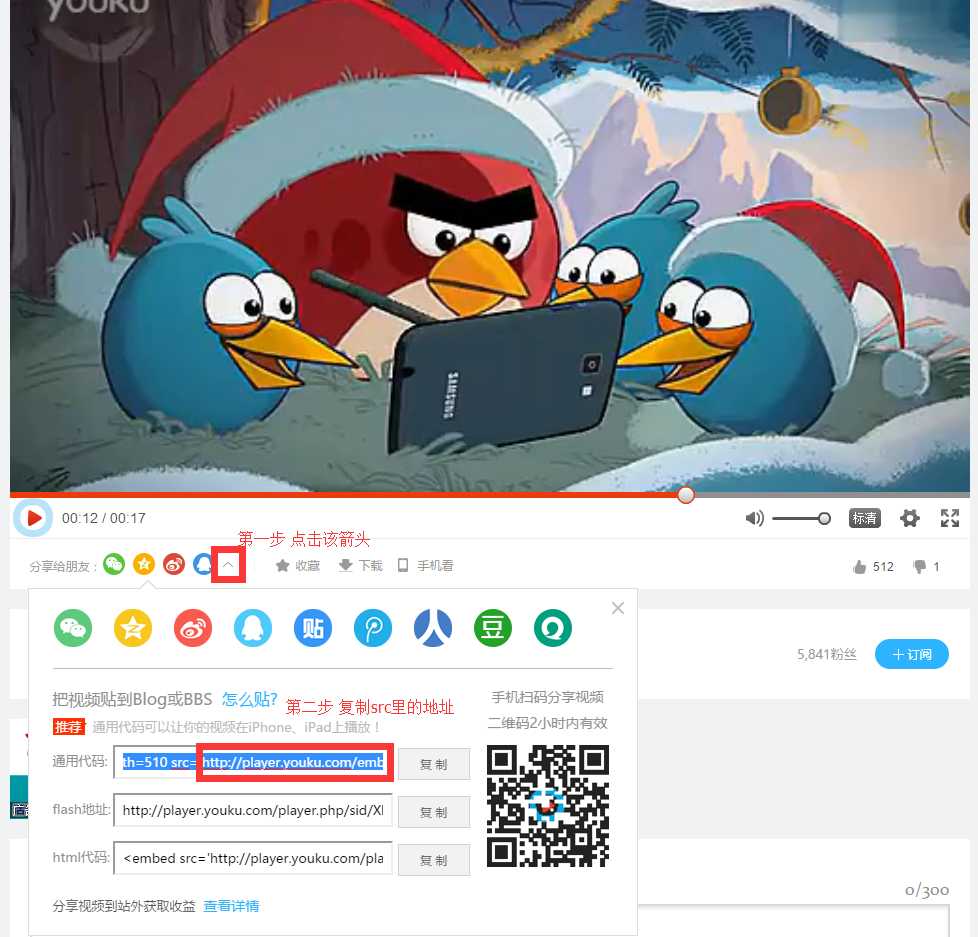 YOUKU
SAMSUNG
00:12 / 00:17
标清
第一步 点击该箭头
分享给朋友：
收藏
下载
手机看
512
1
贴
豆
5,841粉丝
＋订阅
把视频贴到Blog或BBS 怎么贴?
第二步 复制src里的地址
手机扫码分享视频
二维码2小时内有效
推荐 通用代码可以让你的视频在iPhone、iPad上播放！
通用代码: th=510 src= http://player.youku.com/emb 复 制
flash地址: http://player.youku.com/player.php/sid/X 复 制
html代码: <embed src='http://player.youku.com/pla 复 制
分享视频到站外获取收益 查看详情
0/300